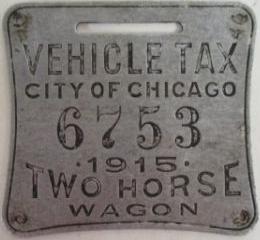 VEHICLE TAX
CITY OF CHICAGO
6753
·1915·
TWO HORSE
WAGON